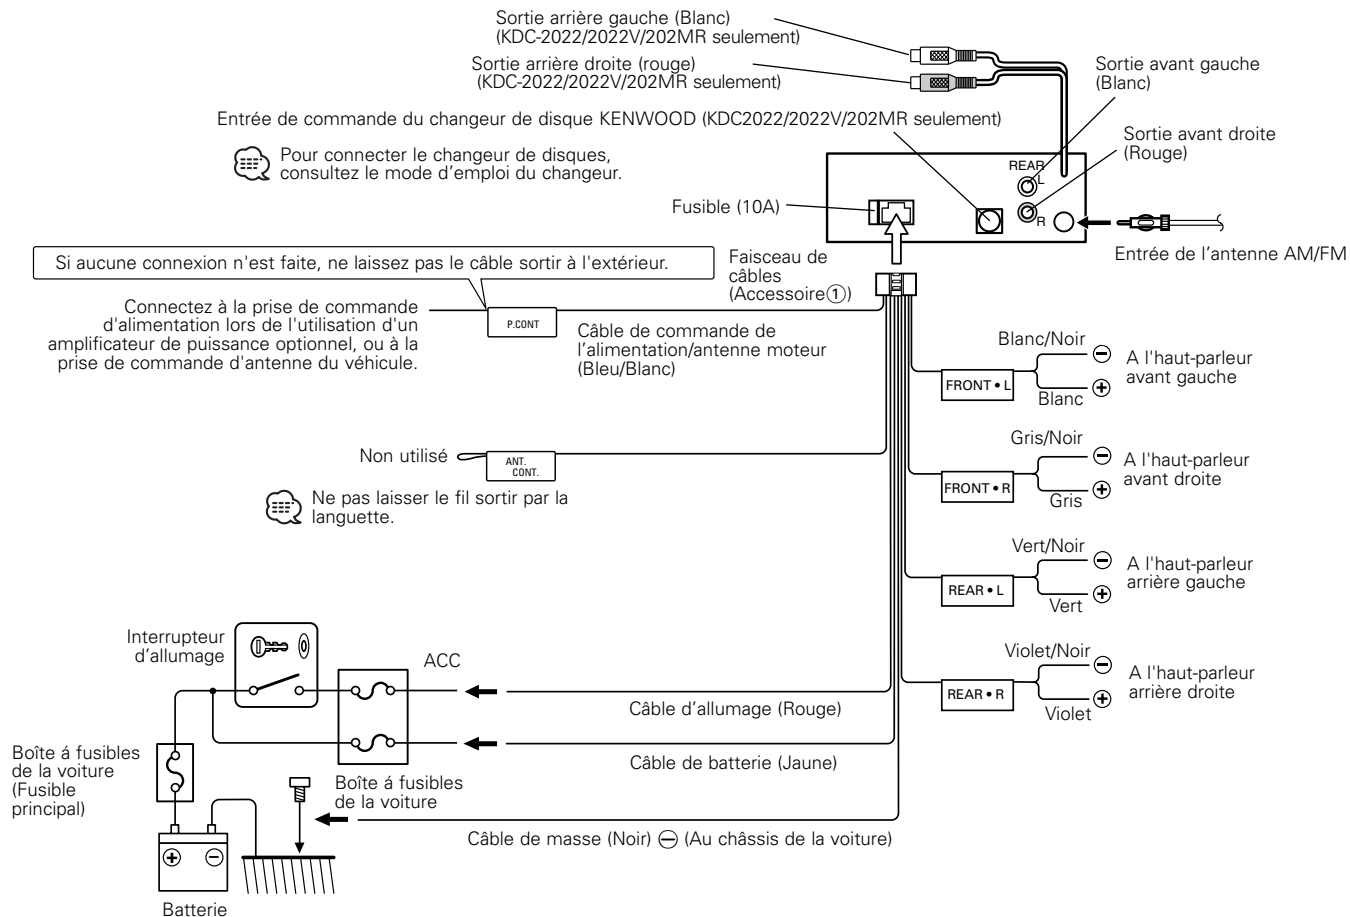 Sortie arrière gauche (Blanc)
(KDC-2022/2022V/202MR seulement)
Sortie arrière droite (rouge)
(KDC-2022/2022V/202MR seulement)
Sortie avant gauche
(Blanc)
Entrée de commande du changeur de disque KENWOOD (KDC2022/2022V/202MR seulement)
Sortie avant droite
(Rouge)
Pour connecter le changeur de disques,
consultez le mode d'emploi du changeur.
REAR
L
R
Fusible (10A)
Entrée de l'antenne AM/FM
Si aucune connexion n'est faite, ne laissez pas le câble sortir à l'extérieur.
Faisceau de
câbles
(Accessoire①)
Connectez à la prise de commande
d'alimentation lors de l'utilisation d'un
amplificateur de puissance optionnel, ou à la
prise de commande d'antenne du véhicule.
P.CONT
Câble de commande de
l'alimentation/antenne moteur
(Bleu/Blanc)
Blanc/Noir
⊖
FRONT • L
Blanc
⊕
A l'haut-parleur
avant gauche
Non utilisé
ANT.
CONT.
Gris/Noir
⊖
FRONT • R
Gris
⊕
A l'haut-parleur
avant droite
Ne pas laisser le fil sortir par la
languette.
Vert/Noir
⊖
REAR • L
Vert
⊕
A l'haut-parleur
arrière gauche
Violet/Noir
⊖
REAR • R
Violet
⊕
A l'haut-parleur
arrière droite
Interrupteur
d'allumage
ACC
Câble d'allumage (Rouge)
Boîte á fusibles
de la voiture
(Fusible
principal)
Câble de batterie (Jaune)
Boîte á fusibles
de la voiture
Câble de masse (Noir) ⊖ (Au châssis de la voiture)
⊕ ⊖
Batterie